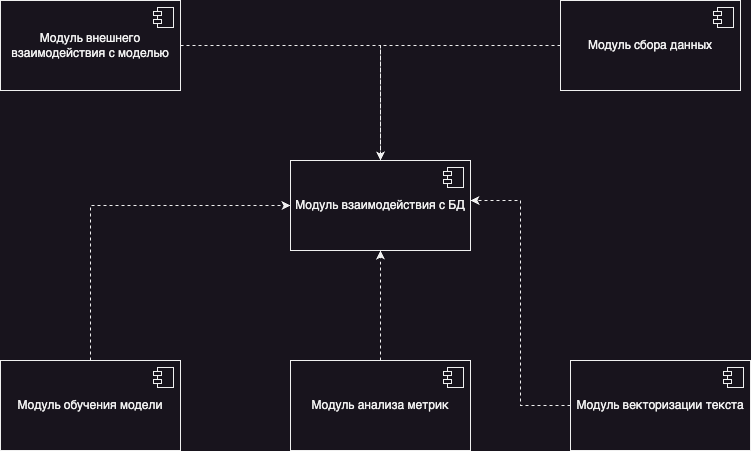 Модуль внешнего
взаимодействия с моделью
Модуль сбора данных
Модуль взаимодействия с БД
Модуль обучения модели
Модуль анализа метрик
Модуль векторизации текста